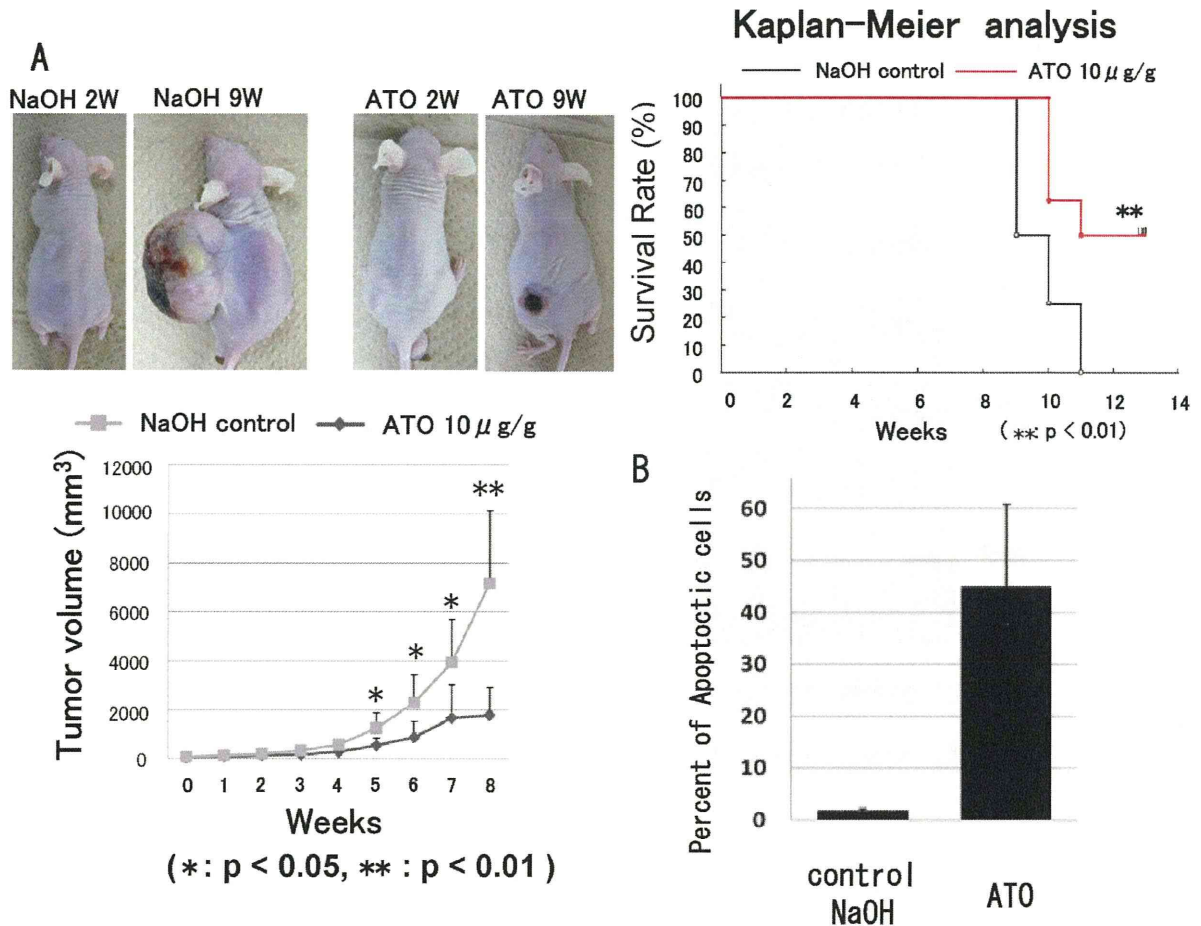 A
NaOH 2W
NaOH 9W
ATO 2W
ATO 9W
Kaplan-Meier analysis
NaOH control
ATO 10 μg/g
Survival Rate (%)
100
90
80
70
60
50
40
30
20
10
0
0 2 4 6 8 10 12 14
**
Weeks
( **: p < 0.01)
NaOH control
ATO 10 μg/g
Tumor volume (mm³)
12000
10000
8000
6000
4000
2000
0
* * * **
0 1 2 3 4 5 6 7 8
Weeks
(*: p < 0.05, ** : p < 0.01 )
B
Percent of Apoptoctic cells
60
50
40
30
20
10
0
control
NaOH
ATO